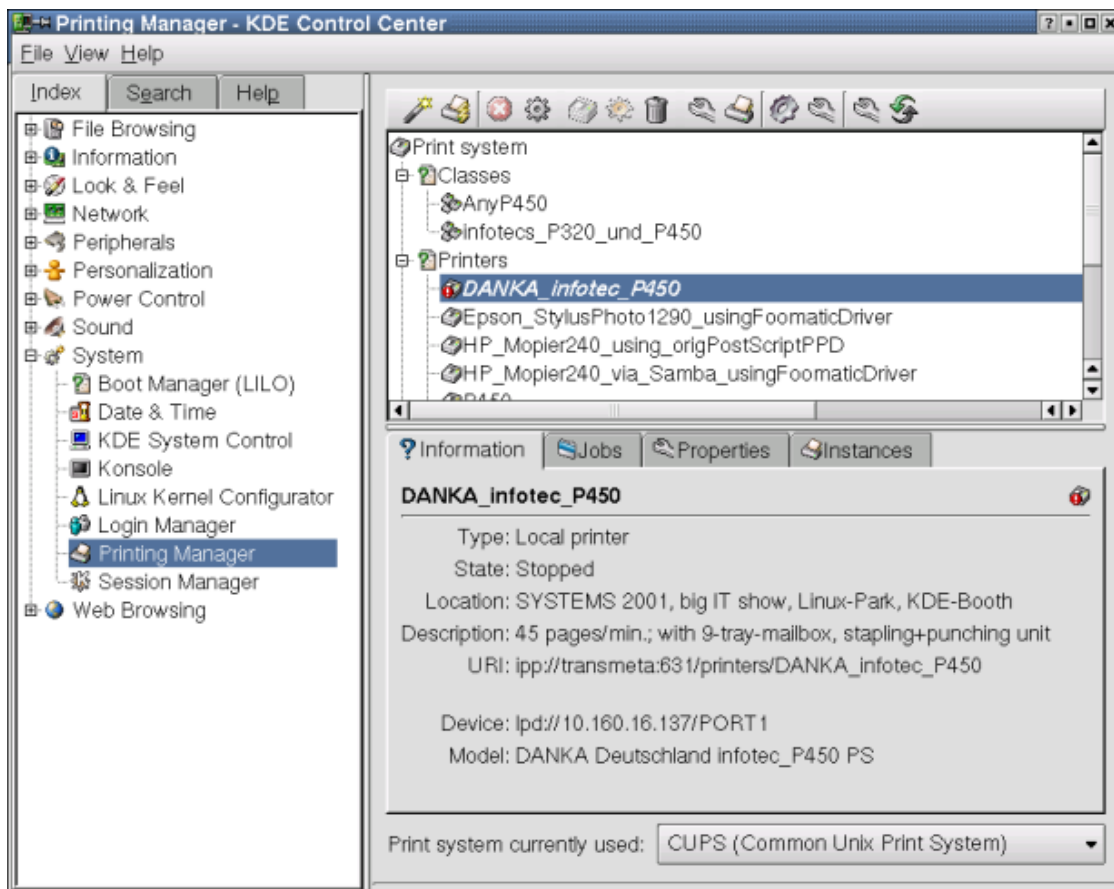 Printing Manager - KDE Control Center
File View Help
Index Search Help
File Browsing
Information
Look & Feel
Network
Peripherals
Personalization
Power Control
Sound
System
Boot Manager (LILO)
Date & Time
KDE System Control
Konsole
Linux Kernel Configurator
Login Manager
Printing Manager
Session Manager
Web Browsing
Print system
Classes
AnyP450
infotecs_P320_und_P450
Printers
DANKA_infotec_P450
Epson_StylusPhoto1290_usingFoomaticDriver
HP_Mopier240_using_origPostScriptPPD
HP_Mopier240_via_Samba_usingFoomaticDriver
P450
Information Jobs Properties Instances
DANKA_infotec_P450
Type: Local printer
State: Stopped
Location: SYSTEMS 2001, big IT show, Linux-Park, KDE-Booth
Description: 45 pages/min.; with 9-tray-mailbox, stapling+punching unit
URI: ipp://transmeta:631/printers/DANKA_infotec_P450
Device: lpd://10.160.16.137/PORT1
Model: DANKA Deutschland infotec_P450 PS
Print system currently used: CUPS (Common Unix Print System)